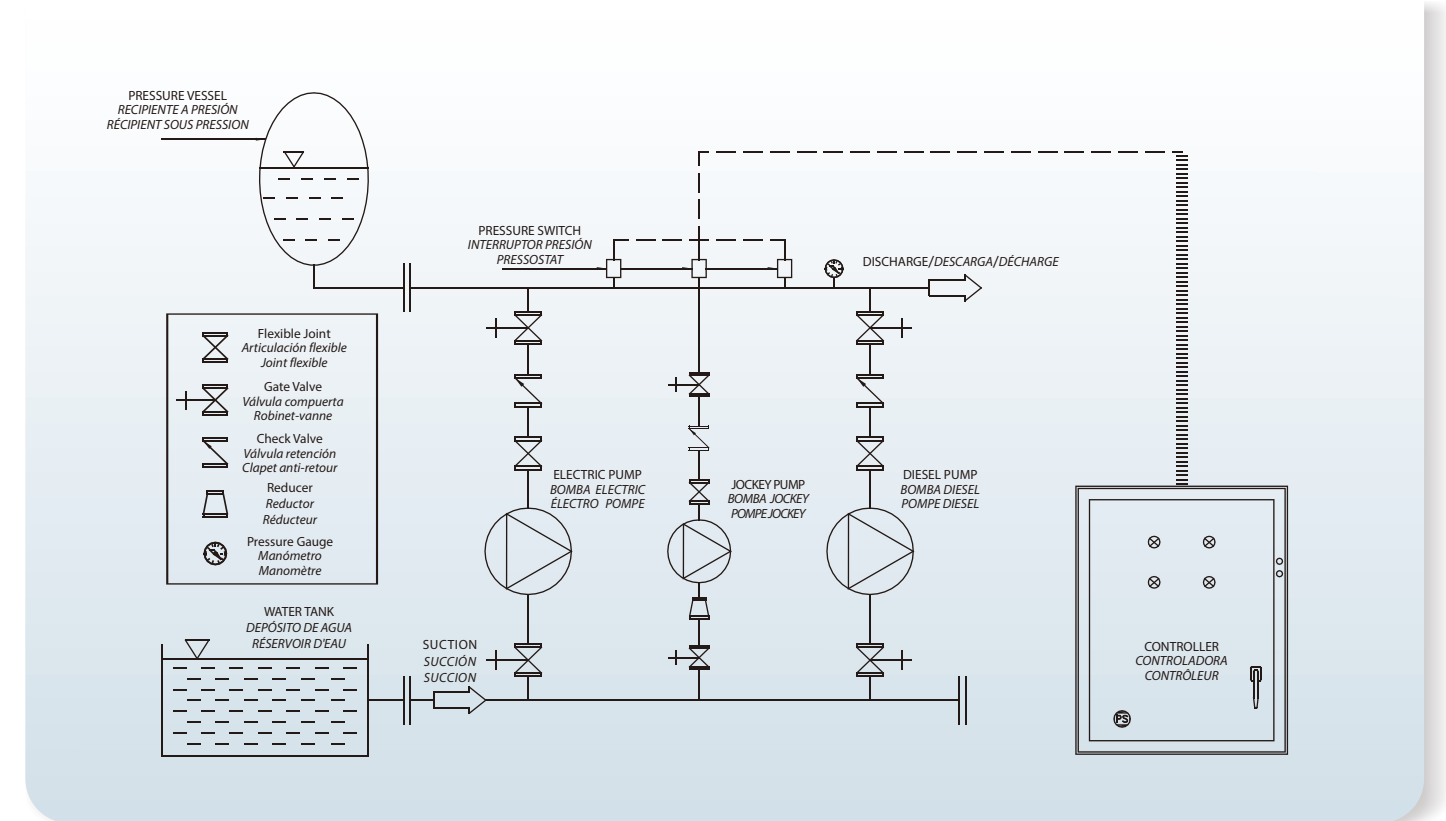 PRESSURE VESSEL
RECIPIENTE A PRESIÓN
RÉCIPIENT SOUS PRESSION
PRESSURE SWITCH
INTERRUPTOR PRESIÓN
PRESSOSTAT
DISCHARGE/DESCARGA/DÉCHARGE
Flexible Joint
Articulación flexible
Joint flexible
Gate Valve
Válvula compuerta
Robinet-vanne
Check Valve
Válvula retención
Clapet anti-retour
Reducer
Reductor
Réducteur
Pressure Gauge
Manómetro
Manomètre
ELECTRIC PUMP
BOMBA ELECTRIC
ÉLECTRO POMPE
JOCKEY PUMP
BOMBA JOCKEY
POMPE JOCKEY
DIESEL PUMP
BOMBA DIESEL
POMPE DIESEL
WATER TANK
DEPÓSITO DE AGUA
RÉSERVOIR D'EAU
SUCTION
SUCCIÓN
SUCCION
CONTROLLER
CONTROLADORA
CONTRÔLEUR
PS